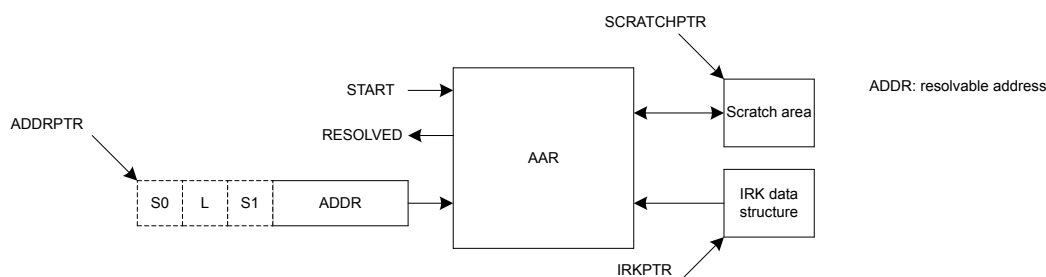 SCRATCHPTR
ADDR: resolvable address
START
Scratch area
ADDRPTR
RESOLVED
AAR
S0 L S1 ADDR
IRK data
structure
IRKPTR